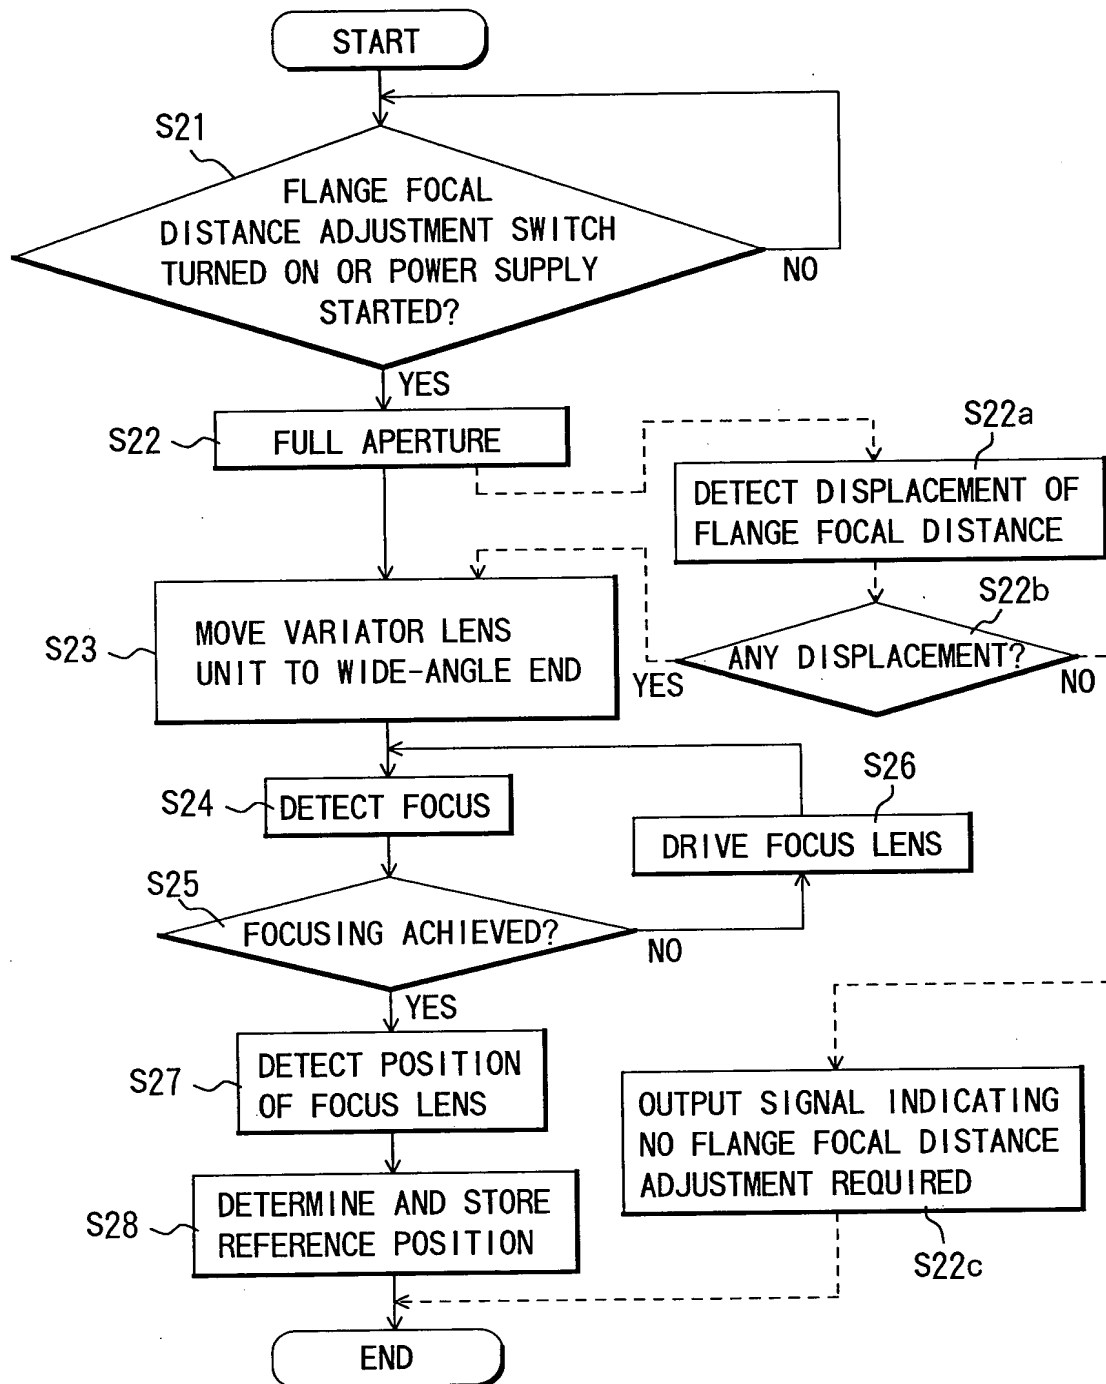 START
S21
FLANGE FOCAL
DISTANCE ADJUSTMENT SWITCH
TURNED ON OR POWER SUPPLY
STARTED?
NO
YES
S22
FULL APERTURE
S22a
DETECT DISPLACEMENT OF
FLANGE FOCAL DISTANCE
S22b
ANY DISPLACEMENT?
YES
NO
S23
MOVE VARIATOR LENS
UNIT TO WIDE-ANGLE END
S24
DETECT FOCUS
S26
DRIVE FOCUS LENS
S25
FOCUSING ACHIEVED?
NO
YES
S27
DETECT POSITION
OF FOCUS LENS
OUTPUT SIGNAL INDICATING
NO FLANGE FOCAL DISTANCE
ADJUSTMENT REQUIRED
S22c
S28
DETERMINE AND STORE
REFERENCE POSITION
END